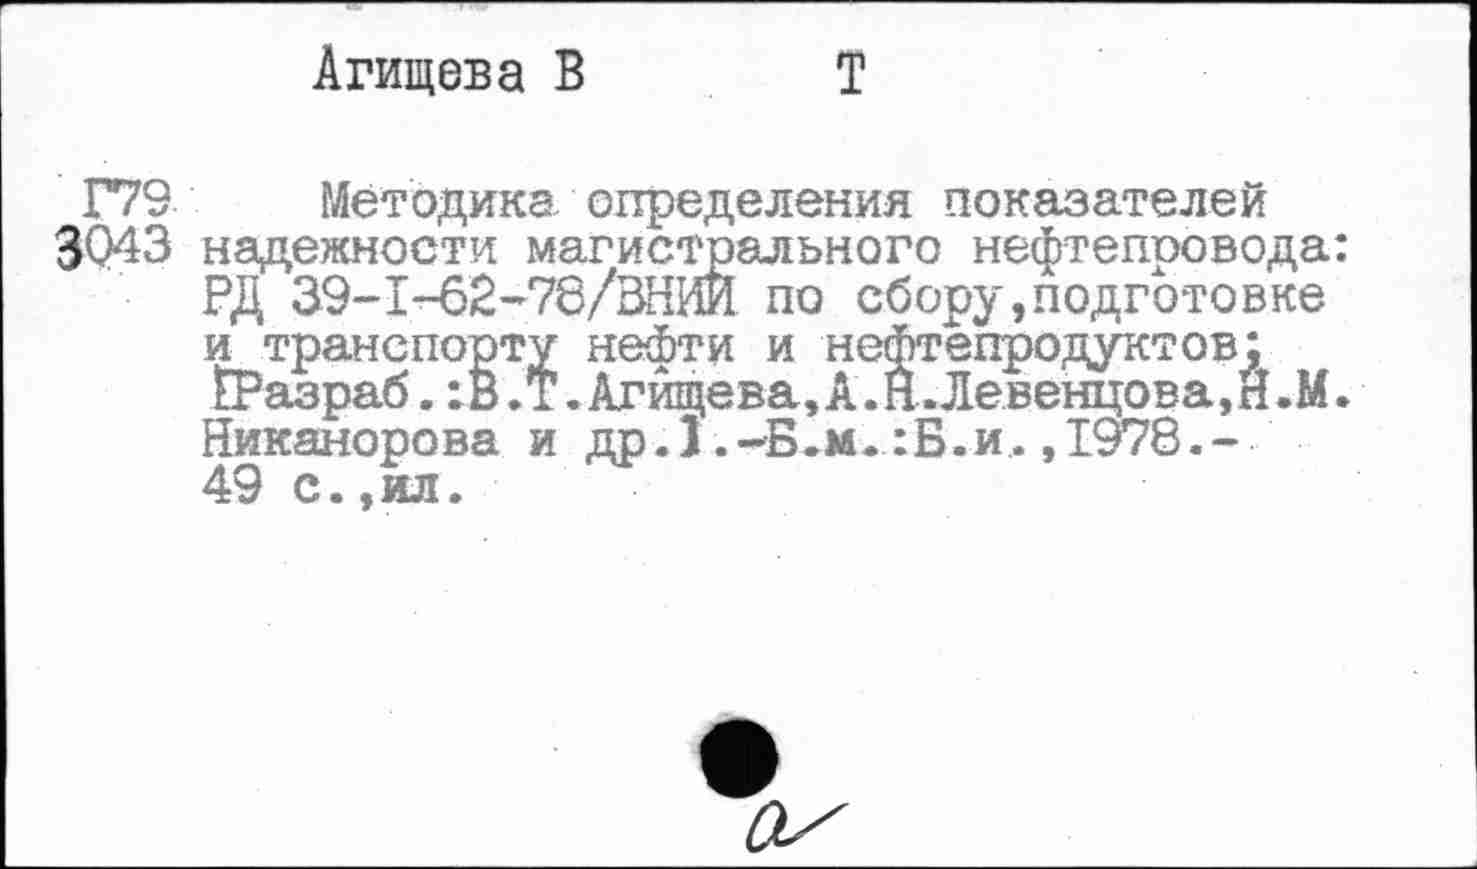 Агищева В Т
Г79 Методика определения показателей
3043 надежности магистрального нефтепровода:
РД 39-I-62-78/ВНИИ по сбору,подготовке
и транспорту нефти и нефтепродуктов;
[Разраб.:В.Т.Агищева,А.Н.Левенцова,Н.М.
Никанорова и др.].-Б.м.:Б.и.,I978.-
49 с.,ил.
а